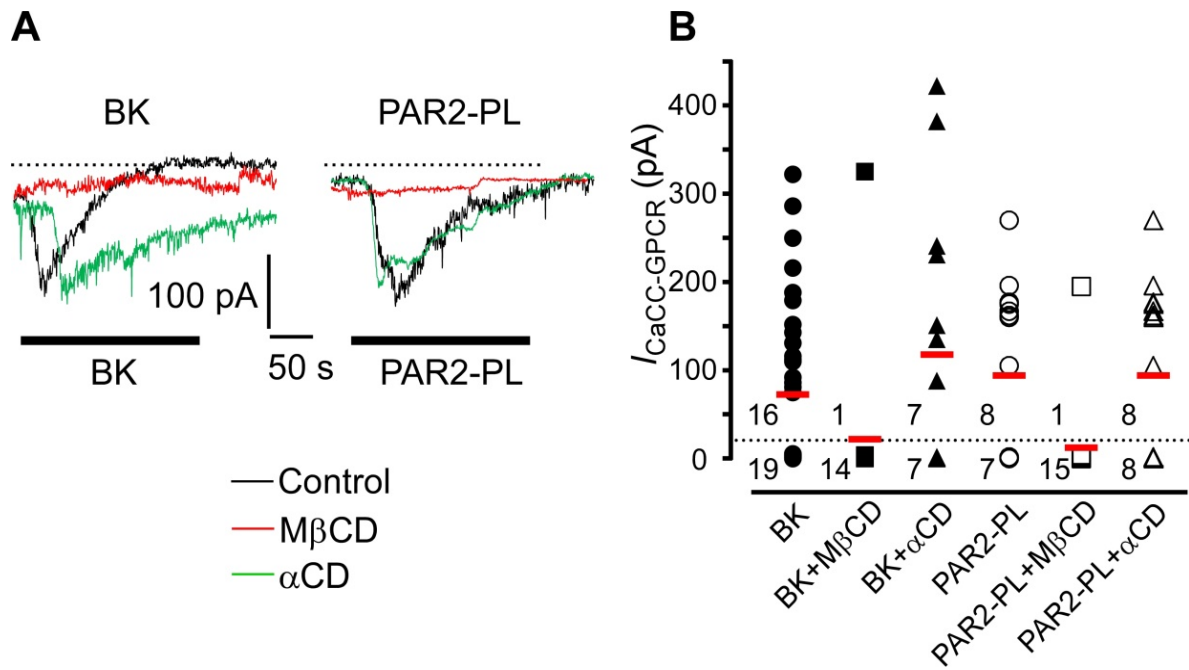 A
BK
PAR2-PL
100 pA
50 s
BK
PAR2-PL
Control
MβCD
αCD
B
I CaCC-GPCR (pA)
400
300
200
100
0
16 1 7 8 1 8
19 14 7 7 15 8
BK
BK+MβCD
BK+αCD
PAR2-PL
PAR2-PL+MβCD
PAR2-PL+αCD